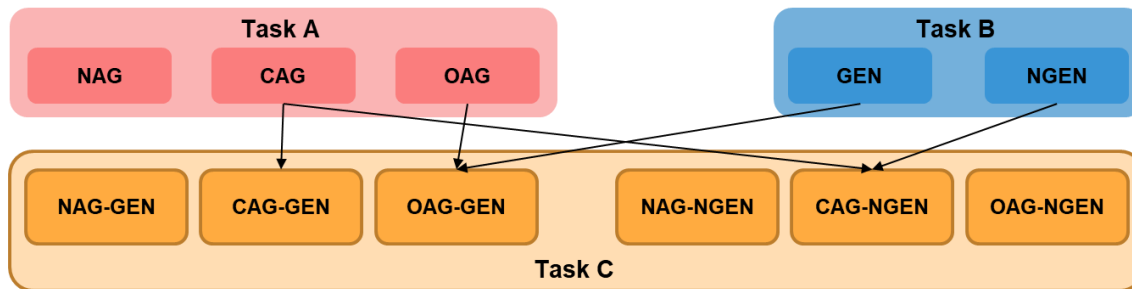 Task A
Task B
NAG CAG OAG
GEN NGEN
NAG-GEN CAG-GEN OAG-GEN NAG-NGEN CAG-NGEN OAG-NGEN
Task C